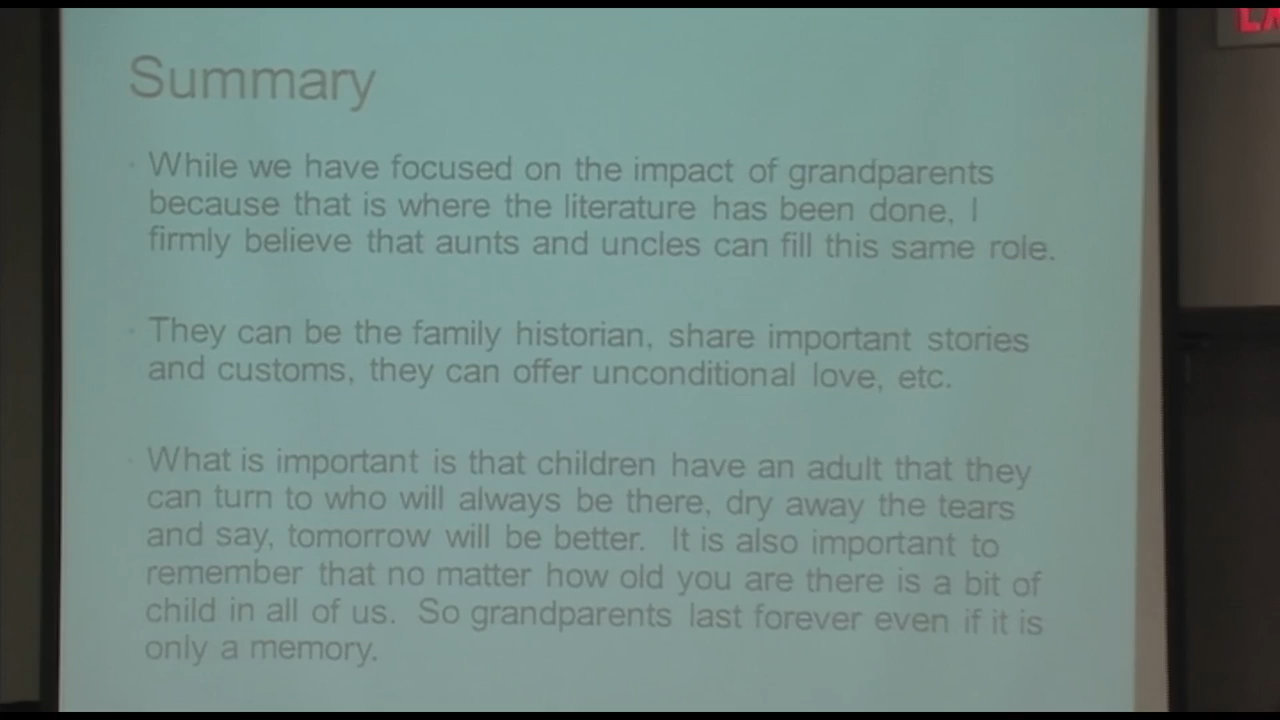 Summary
While we have focused on the impact of grandparents
because that is where the literature has been done, I
firmly believe that aunts and uncles can fill this same role.
They can be the family historian, share important stories
and customs, they can offer unconditional love, etc.
What is important is that children have an adult that they
can turn to who will always be there, dry away the tears
and say, tomorrow will be better. It is also important to
remember that no matter how old you are there is a bit of
child in all of us. So grandparents last forever even if it is
only a memory.